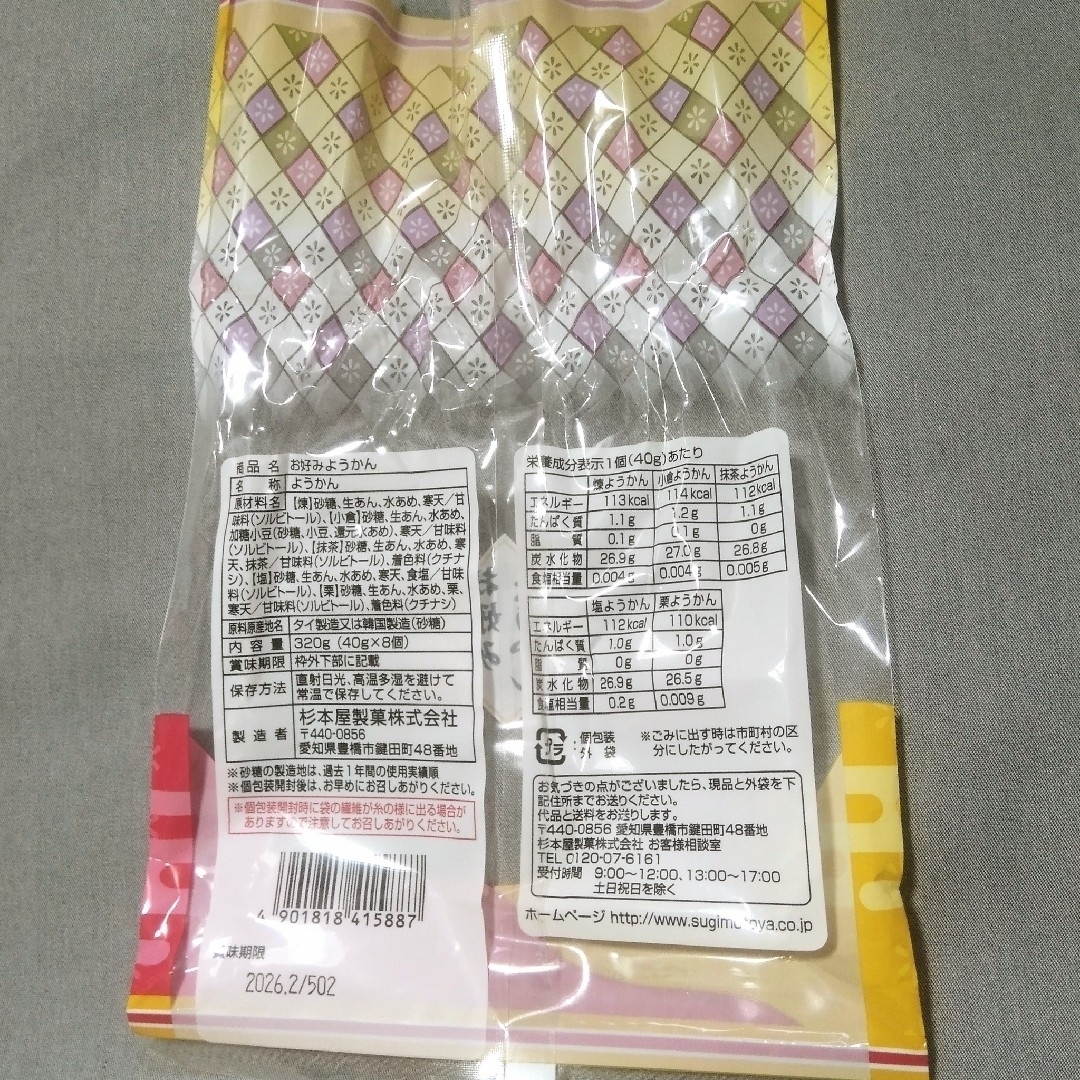 商品名 お好みようかん
名称 ようかん
原材料名 【煉】砂糖、生あん、水あめ、寒天／甘
味料(ソルビトール)、【小倉】砂糖、生あん、水あめ、
加糖小豆(砂糖、小豆、還元水あめ)、寒天／甘味料
(ソルビトール)、【抹茶】砂糖、生あん、水あめ、寒
天、抹茶／甘味料(ソルビトール)、着色料(クチナ
シ)、【塩】砂糖、生あん、水あめ、寒天、食塩／甘味
料(ソルビトール)、【栗】砂糖、生あん、水あめ、栗、
寒天／甘味料(ソルビトール)、着色料(クチナシ)
原料原産地名 タイ製造又は韓国製造(砂糖)
内容量 320g (40g×8個)
賞味期限 枠外下部に記載
保存方法 直射日光、高温多湿を避けて
常温で保存してください。
製造者 杉本屋製菓株式会社
〒440-0856
愛知県豊橋市鍵田町48番地
※砂糖の製造地は、過去1年間の使用実績順
※個包装開封後は、お早めにお召しあがりください。
※個包装開封時に袋の繊維が糸の様に出る場合が
ありますので注意してお召しあがりください。
4 901818 415887
賞味期限
2026.2/502
栄養成分表示1個(40g)あたり
煉ようかん 小倉ようかん 抹茶ようかん
エネルギー 113kcal 114kcal 112kcal
たんぱく質 1.1g 1.2g 1.1g
脂質 0.1g 0.1g 0g
炭水化物 26.9g 27.0g 26.8g
食塩相当量 0.004g 0.004g 0.005g
塩ようかん 栗ようかん
エネルギー 112kcal 110kcal
たんぱく質 1.0g 1.0g
脂質 0g 0g
炭水化物 26.9g 26.5g
食塩相当量 0.2g 0.009g
プラ
個包装
外袋
※ごみに出す時は市町村の区
分にしたがってください。
お気づきの点がございましたら、現品と外袋を下
記住所までお送りください。
代品と送料をお送りします。
〒440-0856 愛知県豊橋市鍵田町48番地
杉本屋製菓株式会社 お客様相談室
TEL 0120-07-6161
受付時間 9:00〜12:00、13:00〜17:00
土日祝日を除く
ホームページ http://www.sugimotoya.co.jp